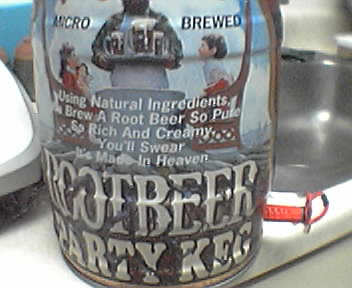 MICRO BREWED
Using Natural Ingredients,
Brew A Root Beer So Pure
So Rich And Creamy,
You'll Swear
It's Made In Heaven
ROOTBEER
PARTY KEG